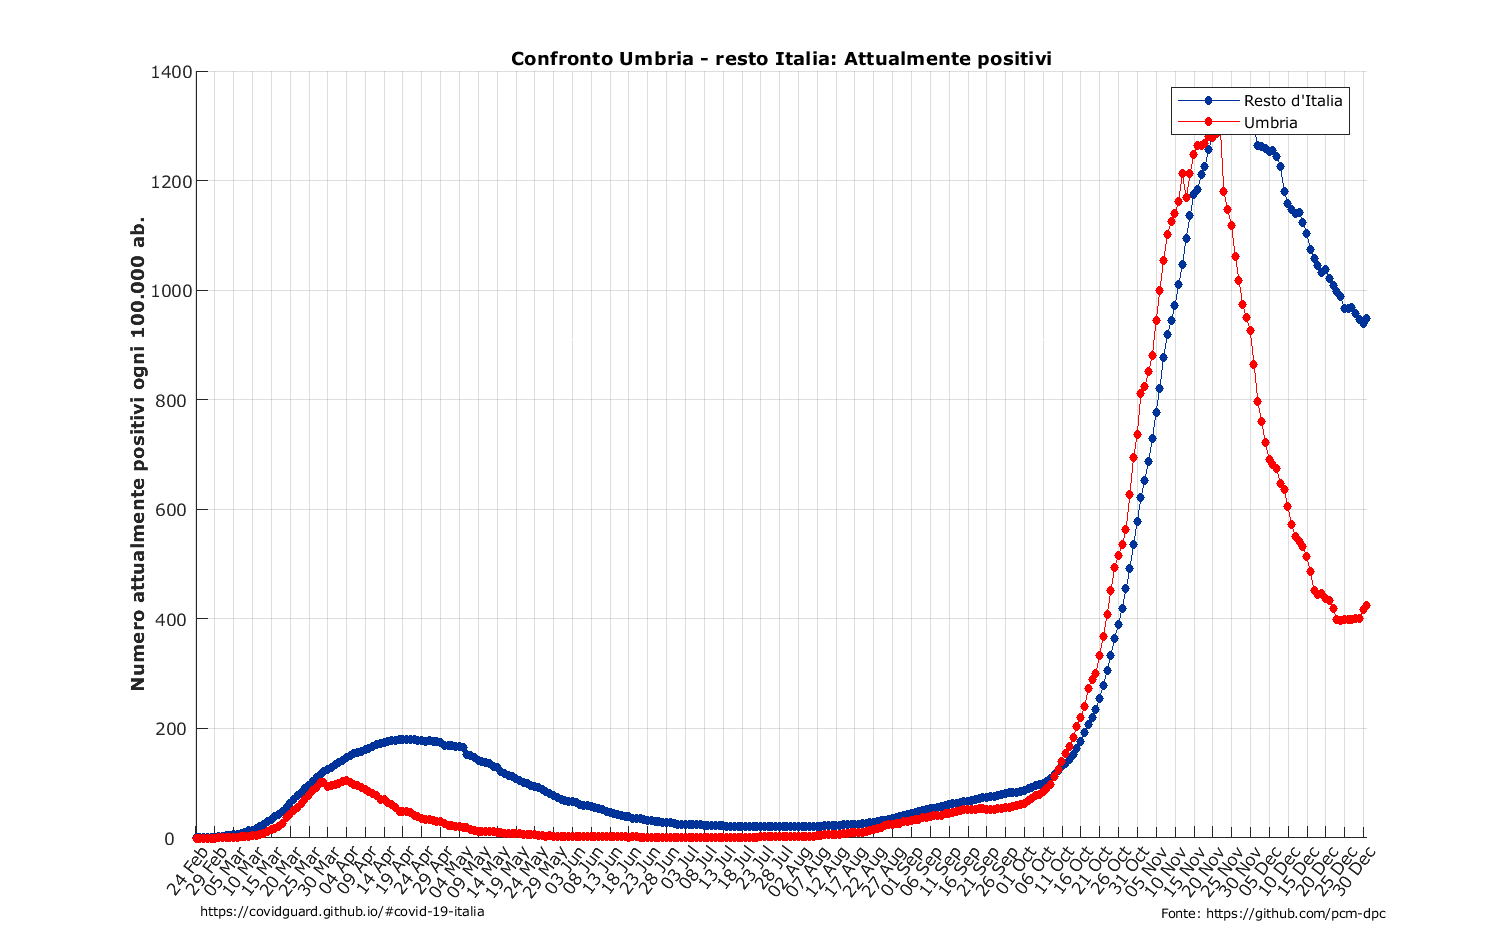 Confronto Umbria - resto Italia: Attualmente positivi
Numero attualmente positivi ogni 100.000 ab.
1400
1200
1000
800
600
400
200
0
Resto d'Italia
Umbria
24 Feb
29 Feb
05 Mar
10 Mar
15 Mar
20 Mar
25 Mar
30 Mar
04 Apr
09 Apr
14 Apr
19 Apr
24 Apr
29 Apr
04 May
09 May
14 May
19 May
24 May
29 May
03 Jun
08 Jun
13 Jun
18 Jun
23 Jun
28 Jun
03 Jul
08 Jul
13 Jul
18 Jul
23 Jul
28 Jul
02 Aug
07 Aug
12 Aug
17 Aug
22 Aug
27 Aug
01 Sep
06 Sep
11 Sep
16 Sep
21 Sep
26 Sep
01 Oct
06 Oct
11 Oct
16 Oct
21 Oct
26 Oct
31 Oct
05 Nov
10 Nov
15 Nov
20 Nov
25 Nov
30 Nov
05 Dec
10 Dec
15 Dec
20 Dec
25 Dec
30 Dec
https://covidguard.github.io/#covid-19-italia
Fonte: https://github.com/pcm-dpc